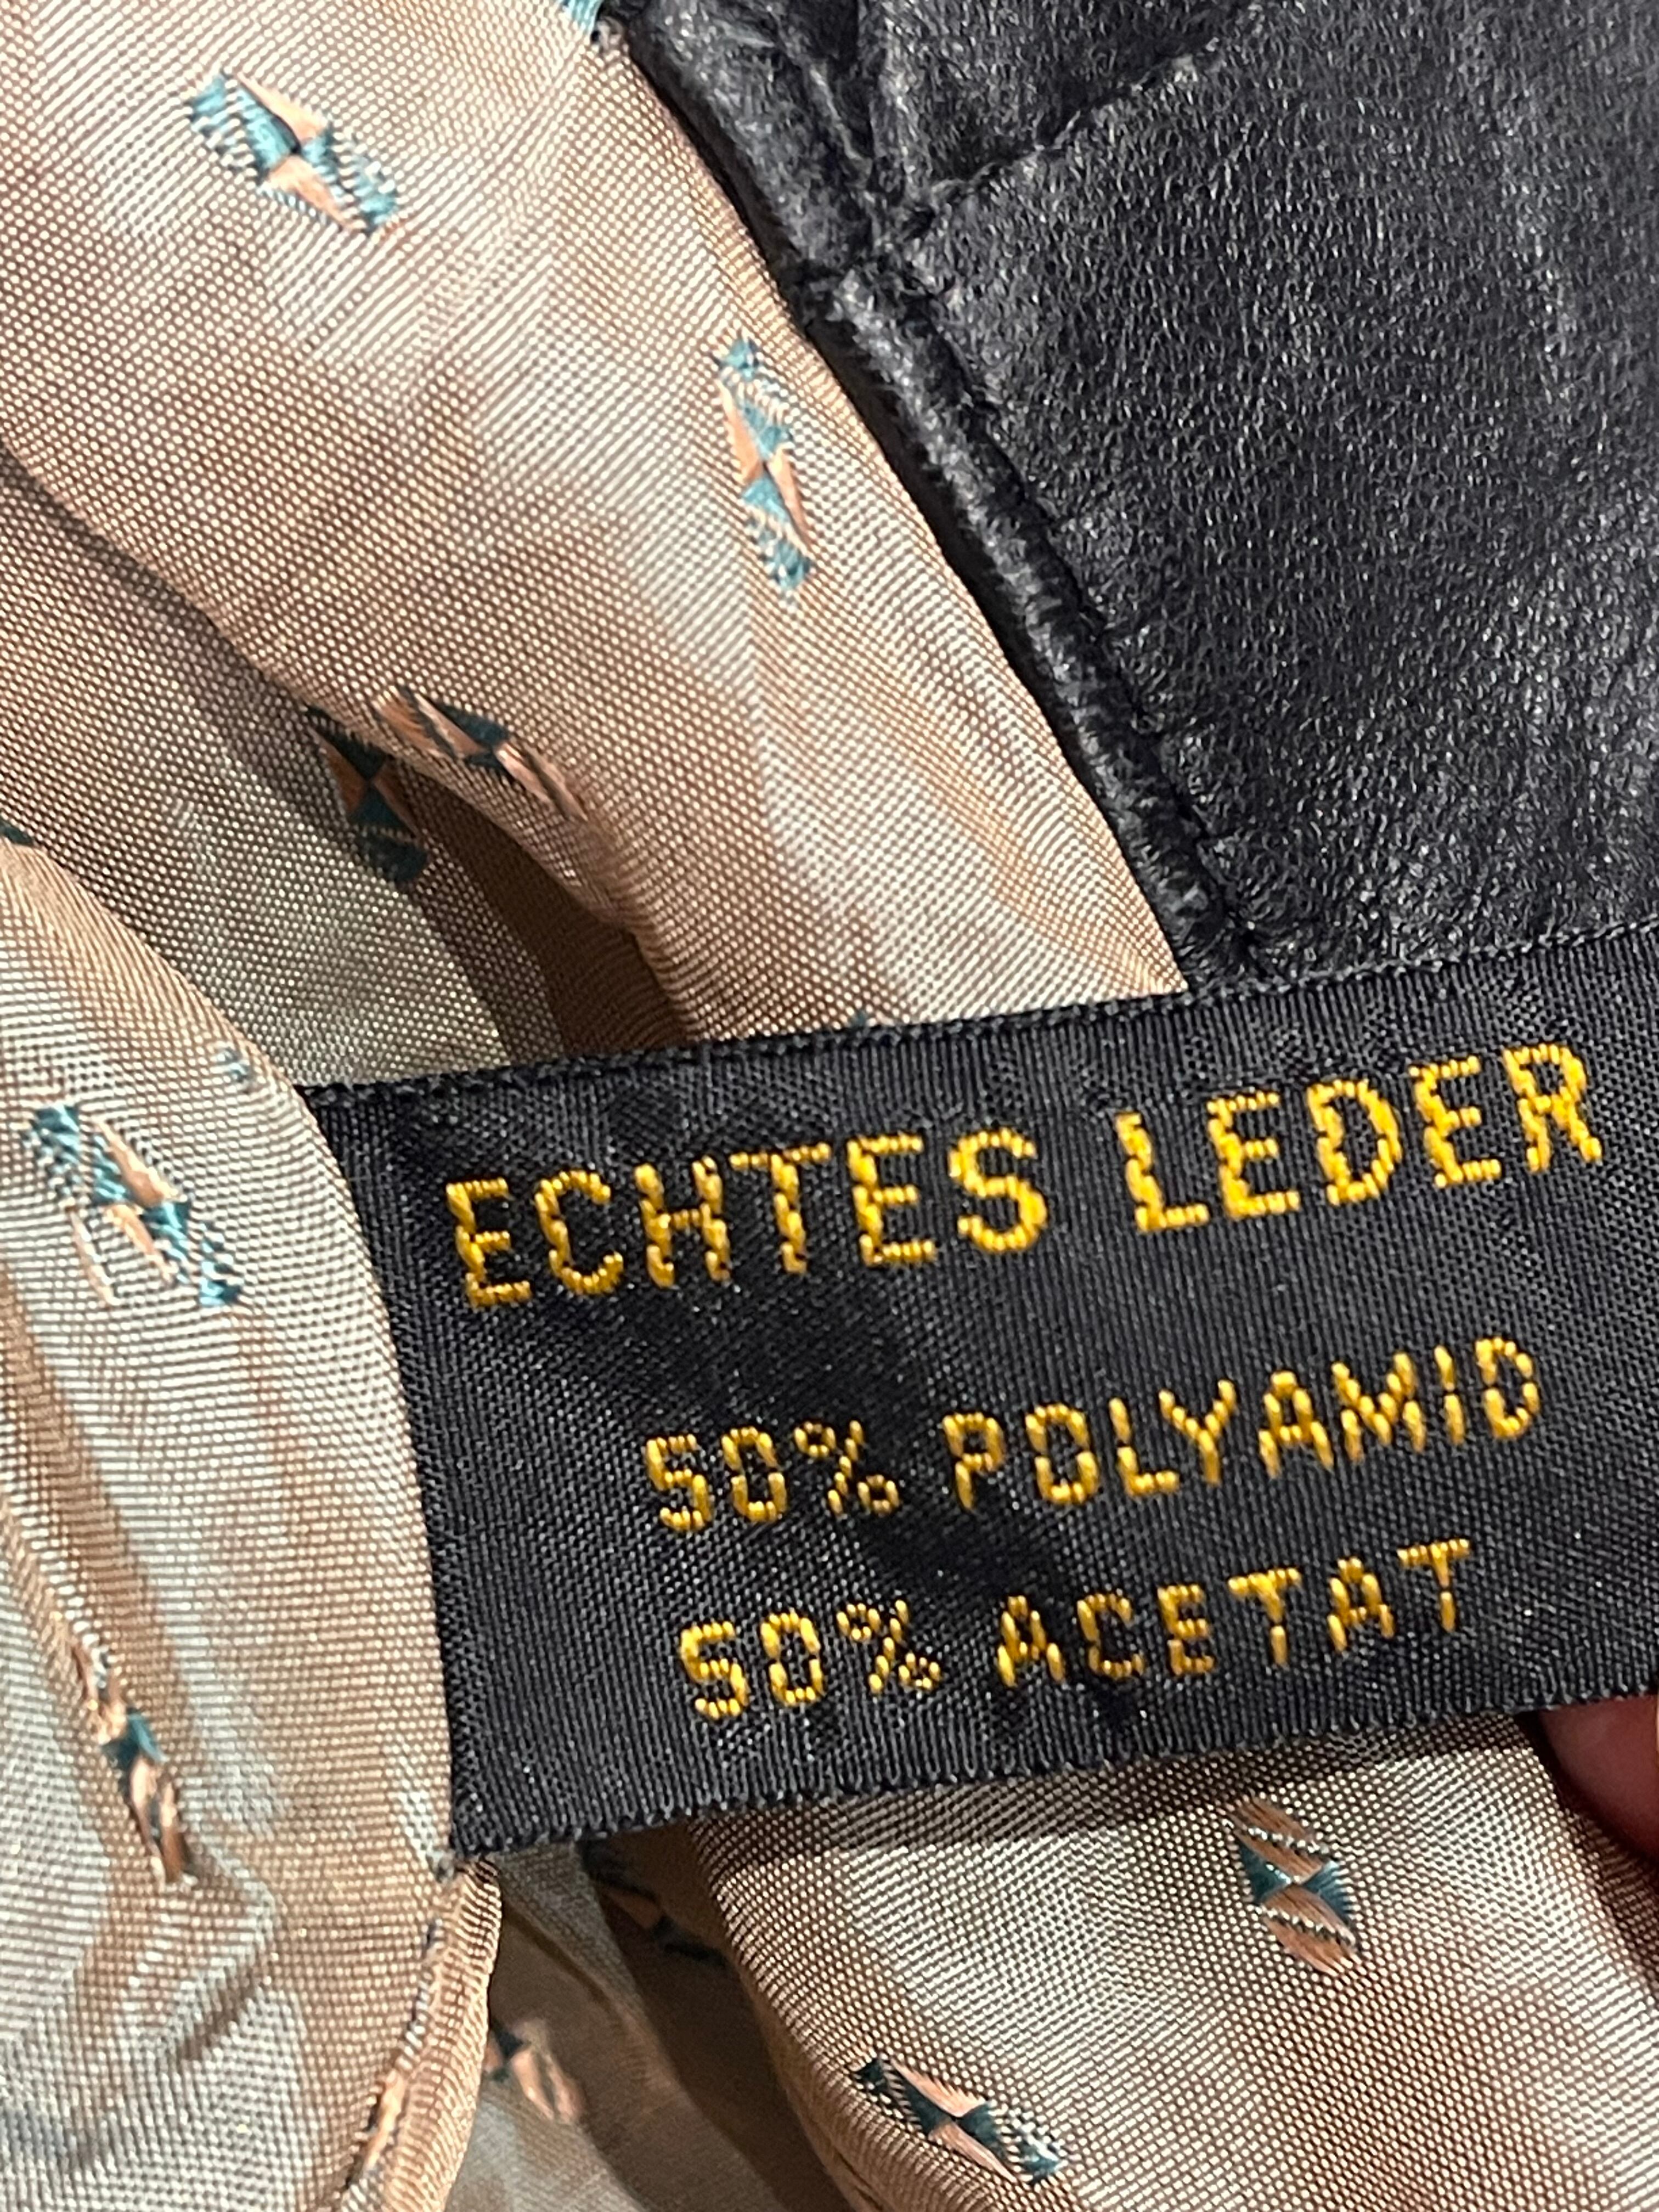 ECHTES LEDER
50% POLYAMID
50% ACETAT